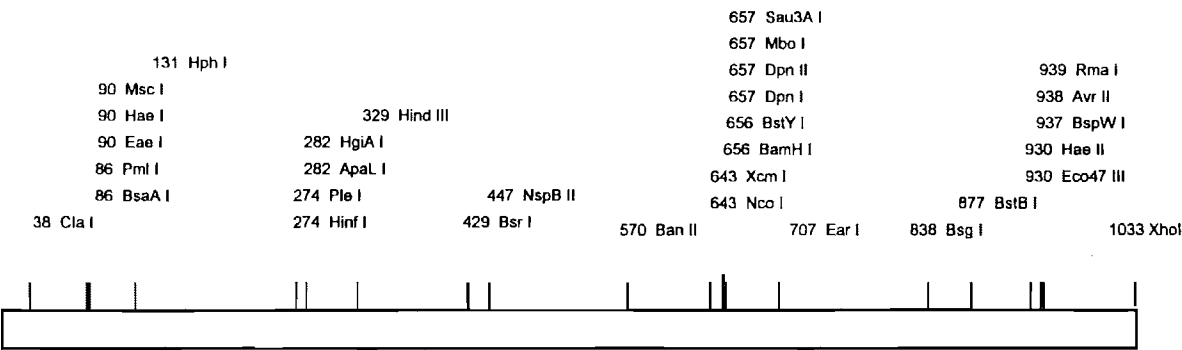 657 Sau3A I
657 Mbo I
131 Hph I
657 Dpn II
939 Rma I
90 Msc I
657 Dpn I
938 Avr II
90 Hae I
329 Hind III
656 BstY I
937 BspW I
90 Eae I
282 HgiA I
656 BamH I
930 Hae II
86 Pml I
282 ApaL I
643 Xcm I
930 Eco47 III
86 BsaA I
274 Ple I
447 NspB II
643 Nco I
877 BstB I
38 Cla I
274 Hinf I
429 Bsr I
570 Ban II
707 Ear I
838 Bsg I
1033 XhoI